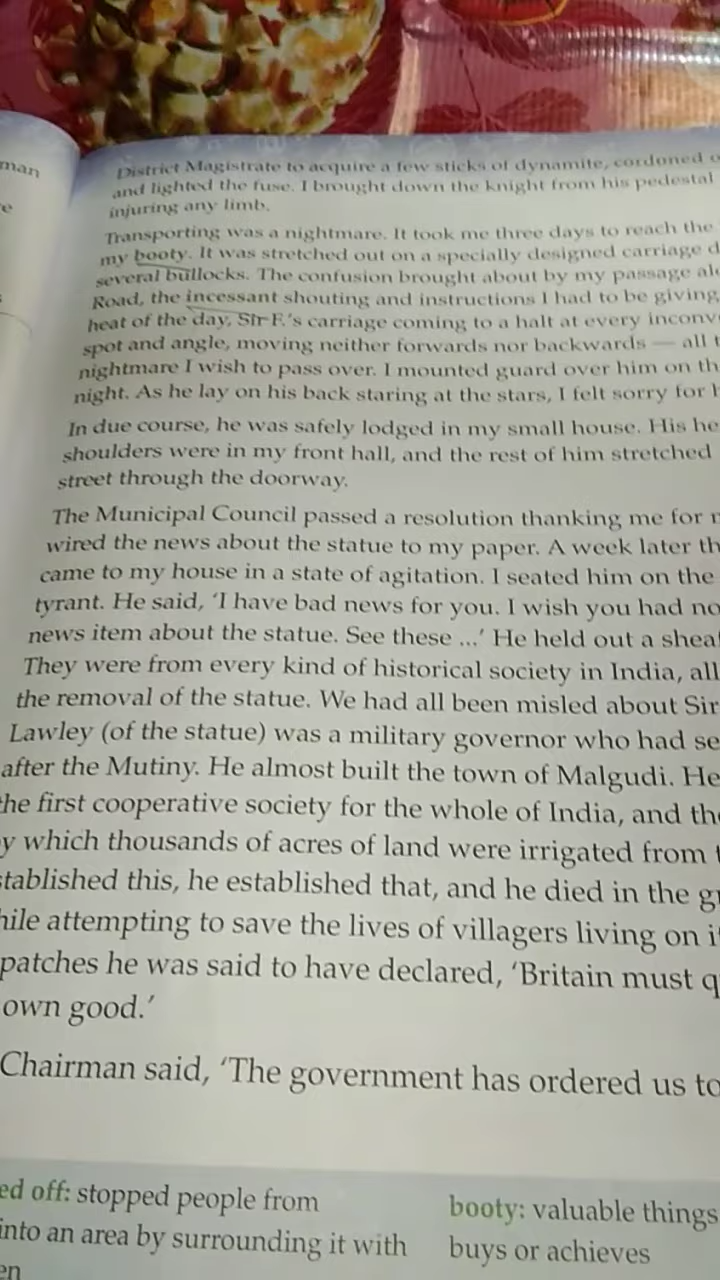 man
District Magistrate to acquire a few sticks of dynamite, cordoned
and lighted the fuse. I brought down the knight from his pedestal
injuring any limb.
Transporting was a nightmare. It took me three days to reach the
my booty. It was stretched out on a specially designed carriage d
several bullocks. The confusion brought about by my passage al
Road, the incessant shouting and instructions I had to be giving
heat of the day, Sir F.'s carriage coming to a halt at every inconv
spot and angle, moving neither forwards nor backwards — all t
nightmare I wish to pass over. I mounted guard over him on th
night. As he lay on his back staring at the stars, I felt sorry for h
In due course, he was safely lodged in my small house. His he
shoulders were in my front hall, and the rest of him stretched
street through the doorway.
The Municipal Council passed a resolution thanking me for
wired the news about the statue to my paper. A week later th
came to my house in a state of agitation. I seated him on the
tyrant. He said, ‘I have bad news for you. I wish you had no
news item about the statue. See these ...’ He held out a shea
They were from every kind of historical society in India, all
the removal of the statue. We had all been misled about Sir
Lawley (of the statue) was a military governor who had se
after the Mutiny. He almost built the town of Malgudi. He
the first cooperative society for the whole of India, and the
y which thousands of acres of land were irrigated from t
stablished this, he established that, and he died in the g
hile attempting to save the lives of villagers living on i
patches he was said to have declared, ‘Britain must q
own good.’
Chairman said, ‘The government has ordered us to
ed off: stopped people from
into an area by surrounding it with
en
booty: valuable things
buys or achieves